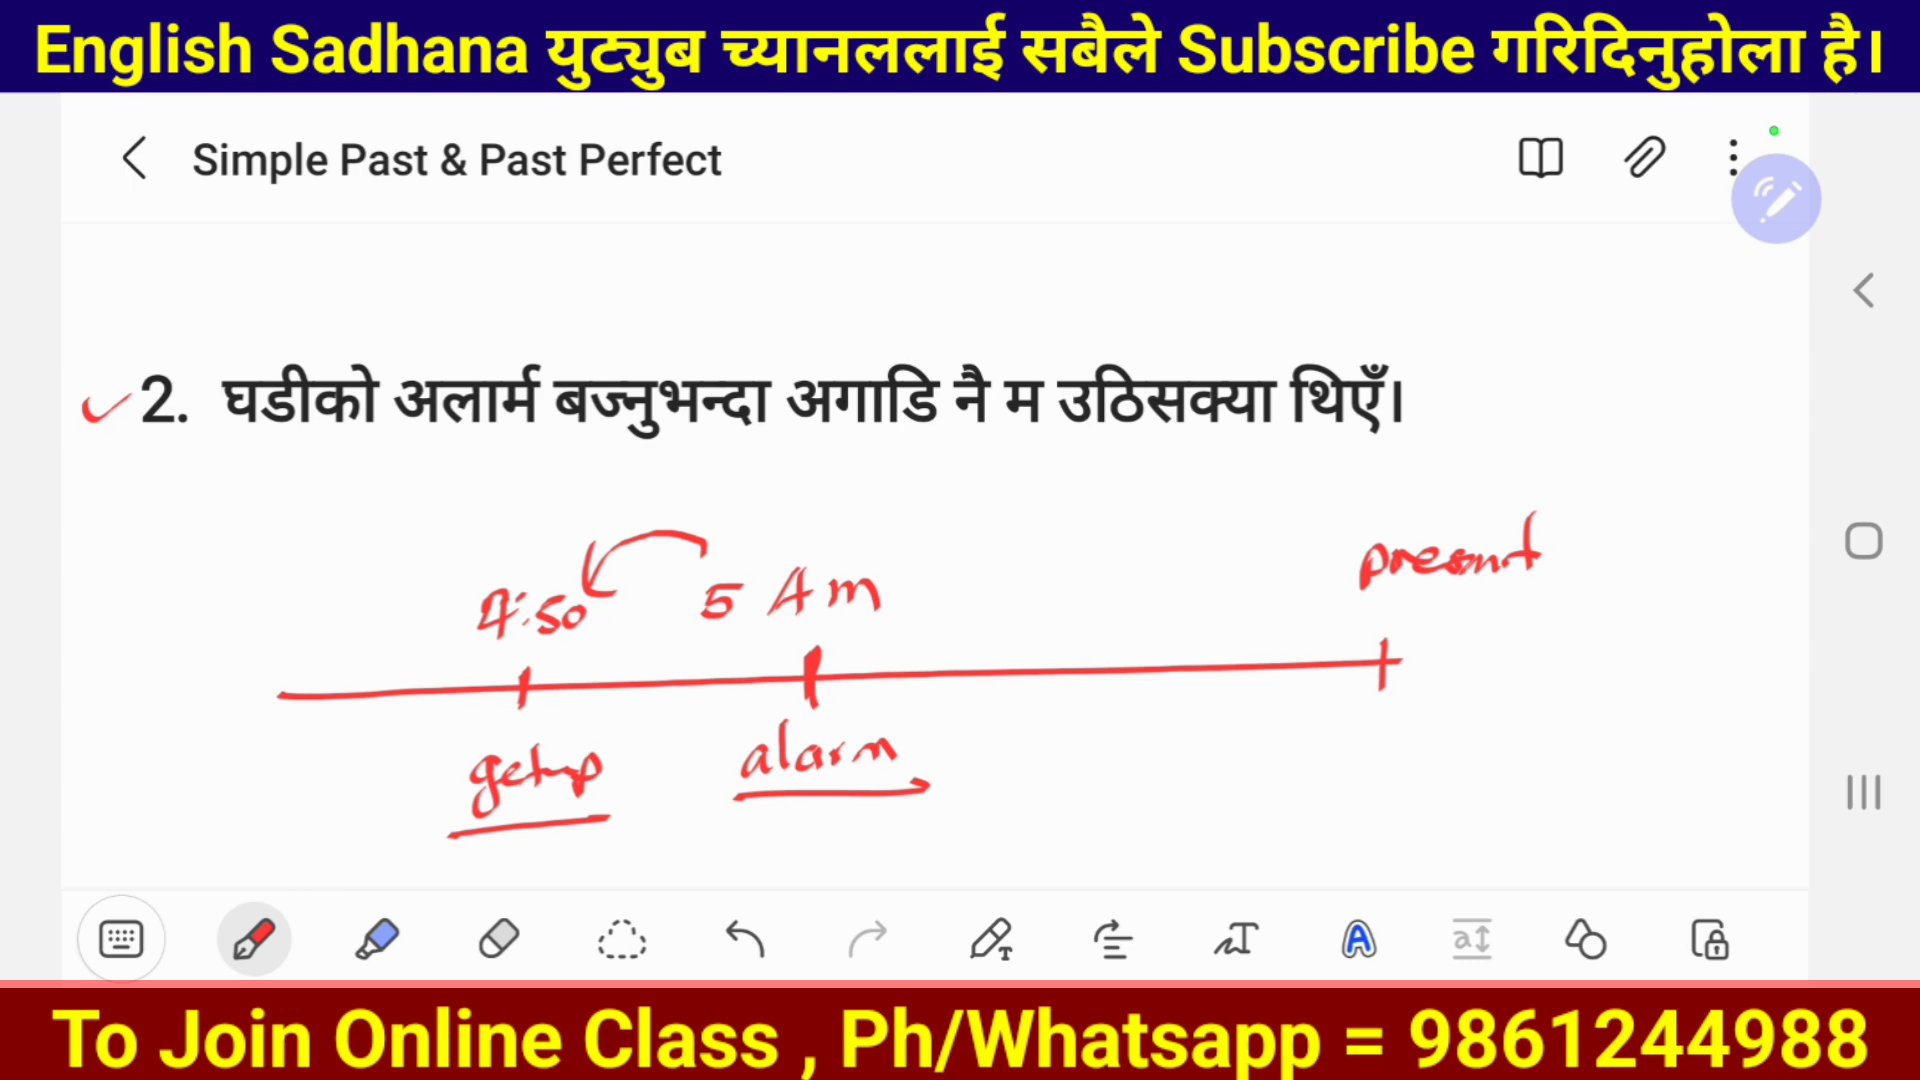 English Sadhana युट्युब च्यानललाई सबैले Subscribe गरिदिनुहोला है।
Simple Past & Past Perfect
2. घडीको अलार्म बज्नुभन्दा अगाडि नै म उठिसक्या थिएँ।
present
4:50 5 Am
getup alarm
To Join Online Class , Ph/Whatsapp = 9861244988